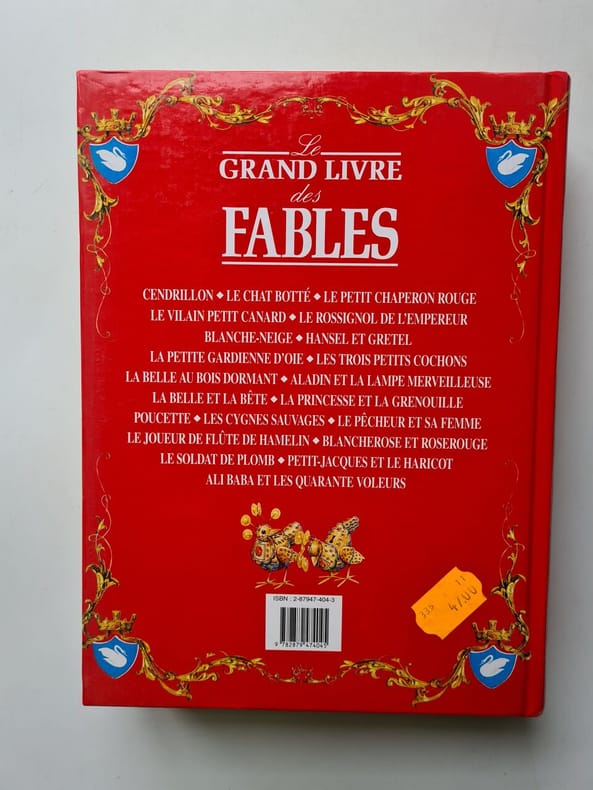 Le
GRAND LIVRE
des
FABLES
CENDRILLON ◆ LE CHAT BOTTÉ ◆ LE PETIT CHAPERON ROUGE
LE VILAIN PETIT CANARD ◆ LE ROSSIGNOL DE L'EMPEREUR
BLANCHE-NEIGE ◆ HANSEL ET GRETEL
LA PETITE GARDIENNE D'OIE ◆ LES TROIS PETITS COCHONS
LA BELLE AU BOIS DORMANT ◆ ALADIN ET LA LAMPE MERVEILLEUSE
LA BELLE ET LA BÊTE ◆ LA PRINCESSE ET LA GRENOUILLE
POUCETTE ◆ LES CYGNES SAUVAGES ◆ LE PÊCHEUR ET SA FEMME
LE JOUEUR DE FLÛTE DE HAMELIN ◆ BLANCHEROSE ET ROSEROUGE
LE SOLDAT DE PLOMB ◆ PETIT-JACQUES ET LE HARICOT
ALI BABA ET LES QUARANTE VOLEURS
ISBN : 2-87947-404-3
9 782879 474045
11
335 47.00